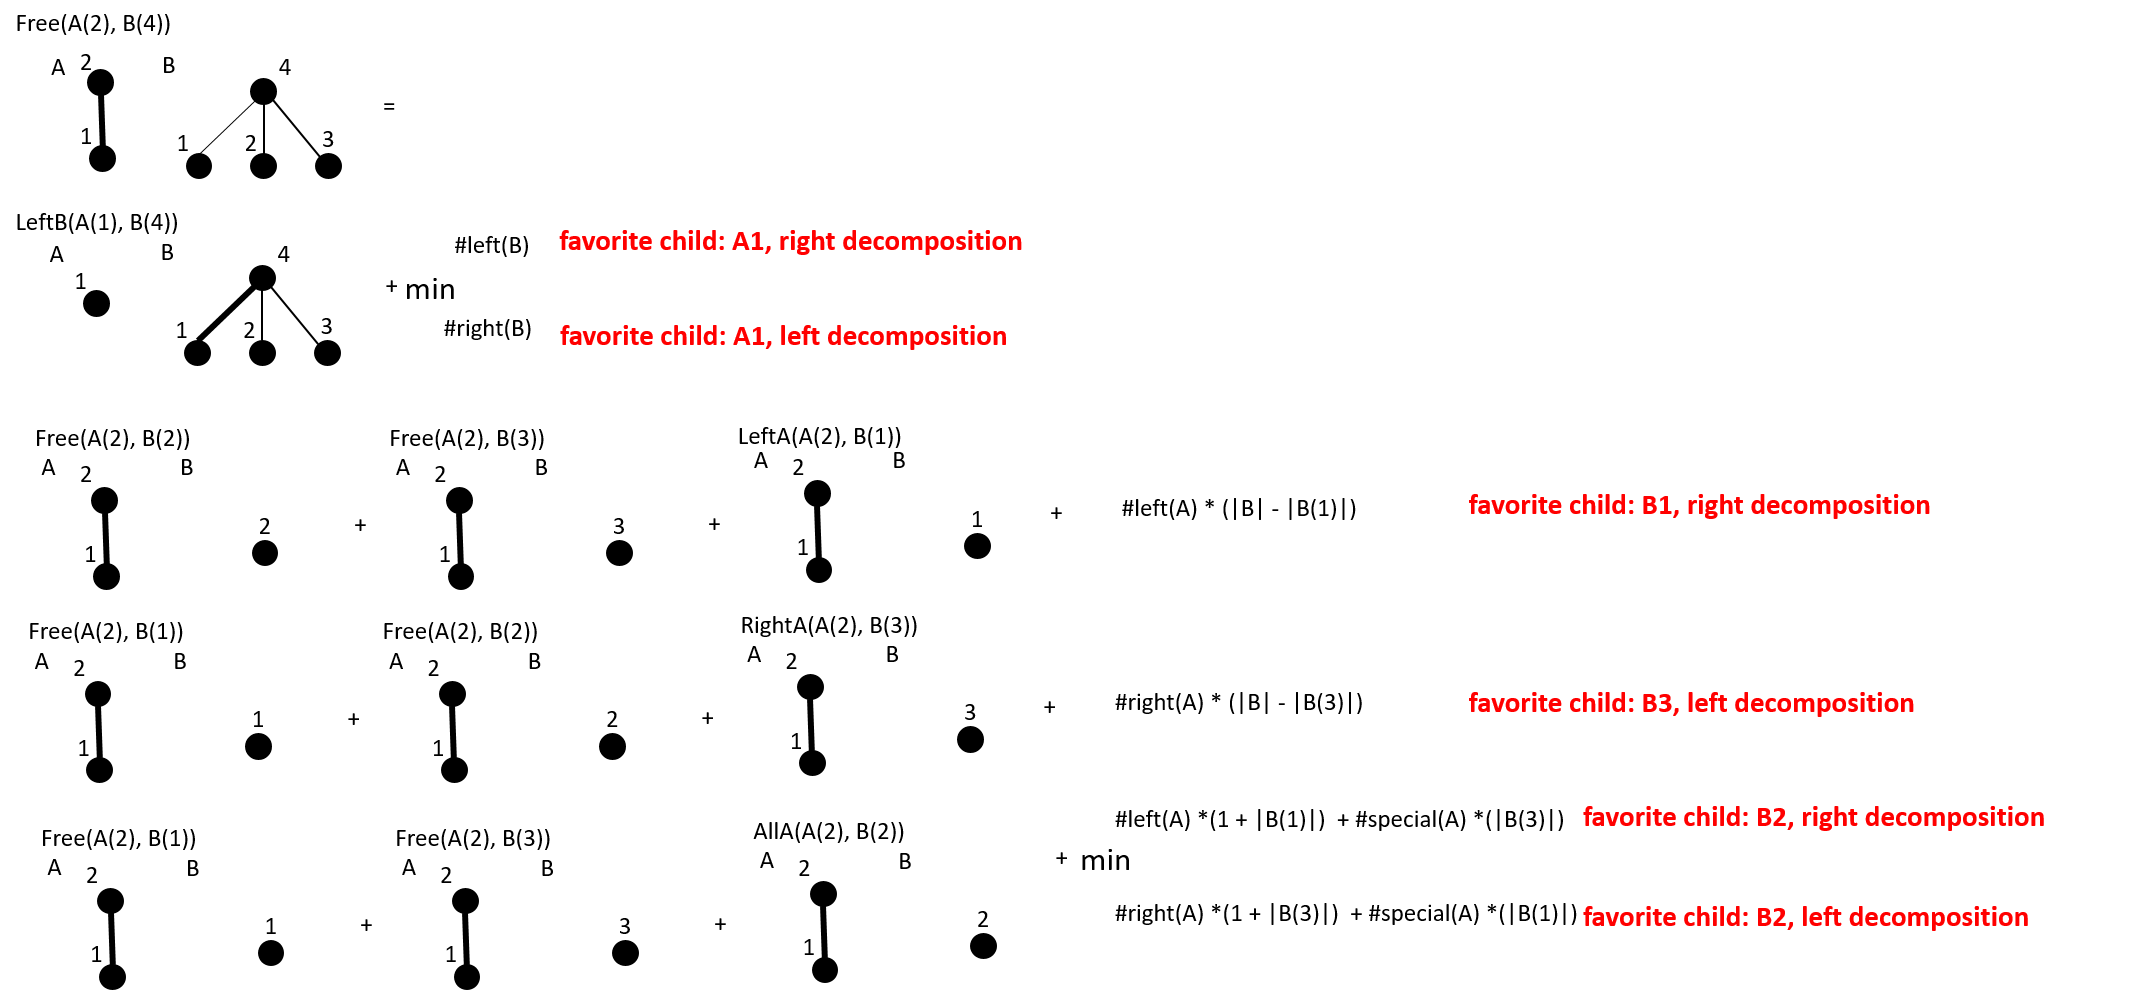 Free(A(2), B(4))
A 2 B 4
=
1 1 2 3
LeftB(A(1), B(4))
A B 4
#left(B) favorite child: A1, right decomposition
1
+ min
1 2 3
#right(B) favorite child: A1, left decomposition
Free(A(2), B(2)) Free(A(2), B(3)) LeftA(A(2), B(1))
A 2 B A 2 B A 2 B
1 2 + 1 3 + 1 1 + #left(A) * (|B| - |B(1)|) favorite child: B1, right decomposition
Free(A(2), B(1)) Free(A(2), B(2)) RightA(A(2), B(3))
A 2 B A 2 B A 2 B
1 1 + 1 2 + 1 3 + #right(A) * (|B| - |B(3)|) favorite child: B3, left decomposition
#left(A) *(1 + |B(1)|) + #special(A) *(|B(3)|) favorite child: B2, right decomposition
Free(A(2), B(1)) Free(A(2), B(3)) AllA(A(2), B(2))
A 2 B A 2 B A 2 B
+ min
1 1 + 1 3 + 1 2
#right(A) *(1 + |B(3)|) + #special(A) *(|B(1)|) favorite child: B2, left decomposition